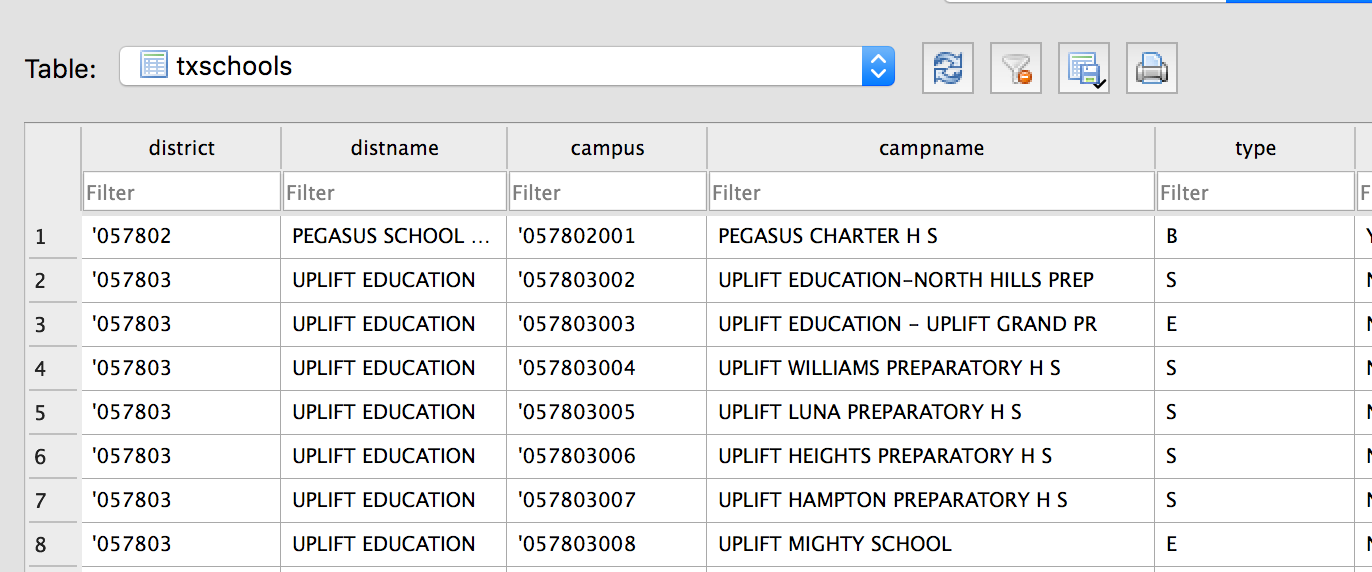 Table: txschools
district distname campus campname type
Filter Filter Filter Filter Filter F
1 '057802 PEGASUS SCHOOL ... '057802001 PEGASUS CHARTER H S B Y
2 '057803 UPLIFT EDUCATION '057803002 UPLIFT EDUCATION-NORTH HILLS PREP S N
3 '057803 UPLIFT EDUCATION '057803003 UPLIFT EDUCATION - UPLIFT GRAND PR E N
4 '057803 UPLIFT EDUCATION '057803004 UPLIFT WILLIAMS PREPARATORY H S S N
5 '057803 UPLIFT EDUCATION '057803005 UPLIFT LUNA PREPARATORY H S S N
6 '057803 UPLIFT EDUCATION '057803006 UPLIFT HEIGHTS PREPARATORY H S S N
7 '057803 UPLIFT EDUCATION '057803007 UPLIFT HAMPTON PREPARATORY H S S N
8 '057803 UPLIFT EDUCATION '057803008 UPLIFT MIGHTY SCHOOL E N